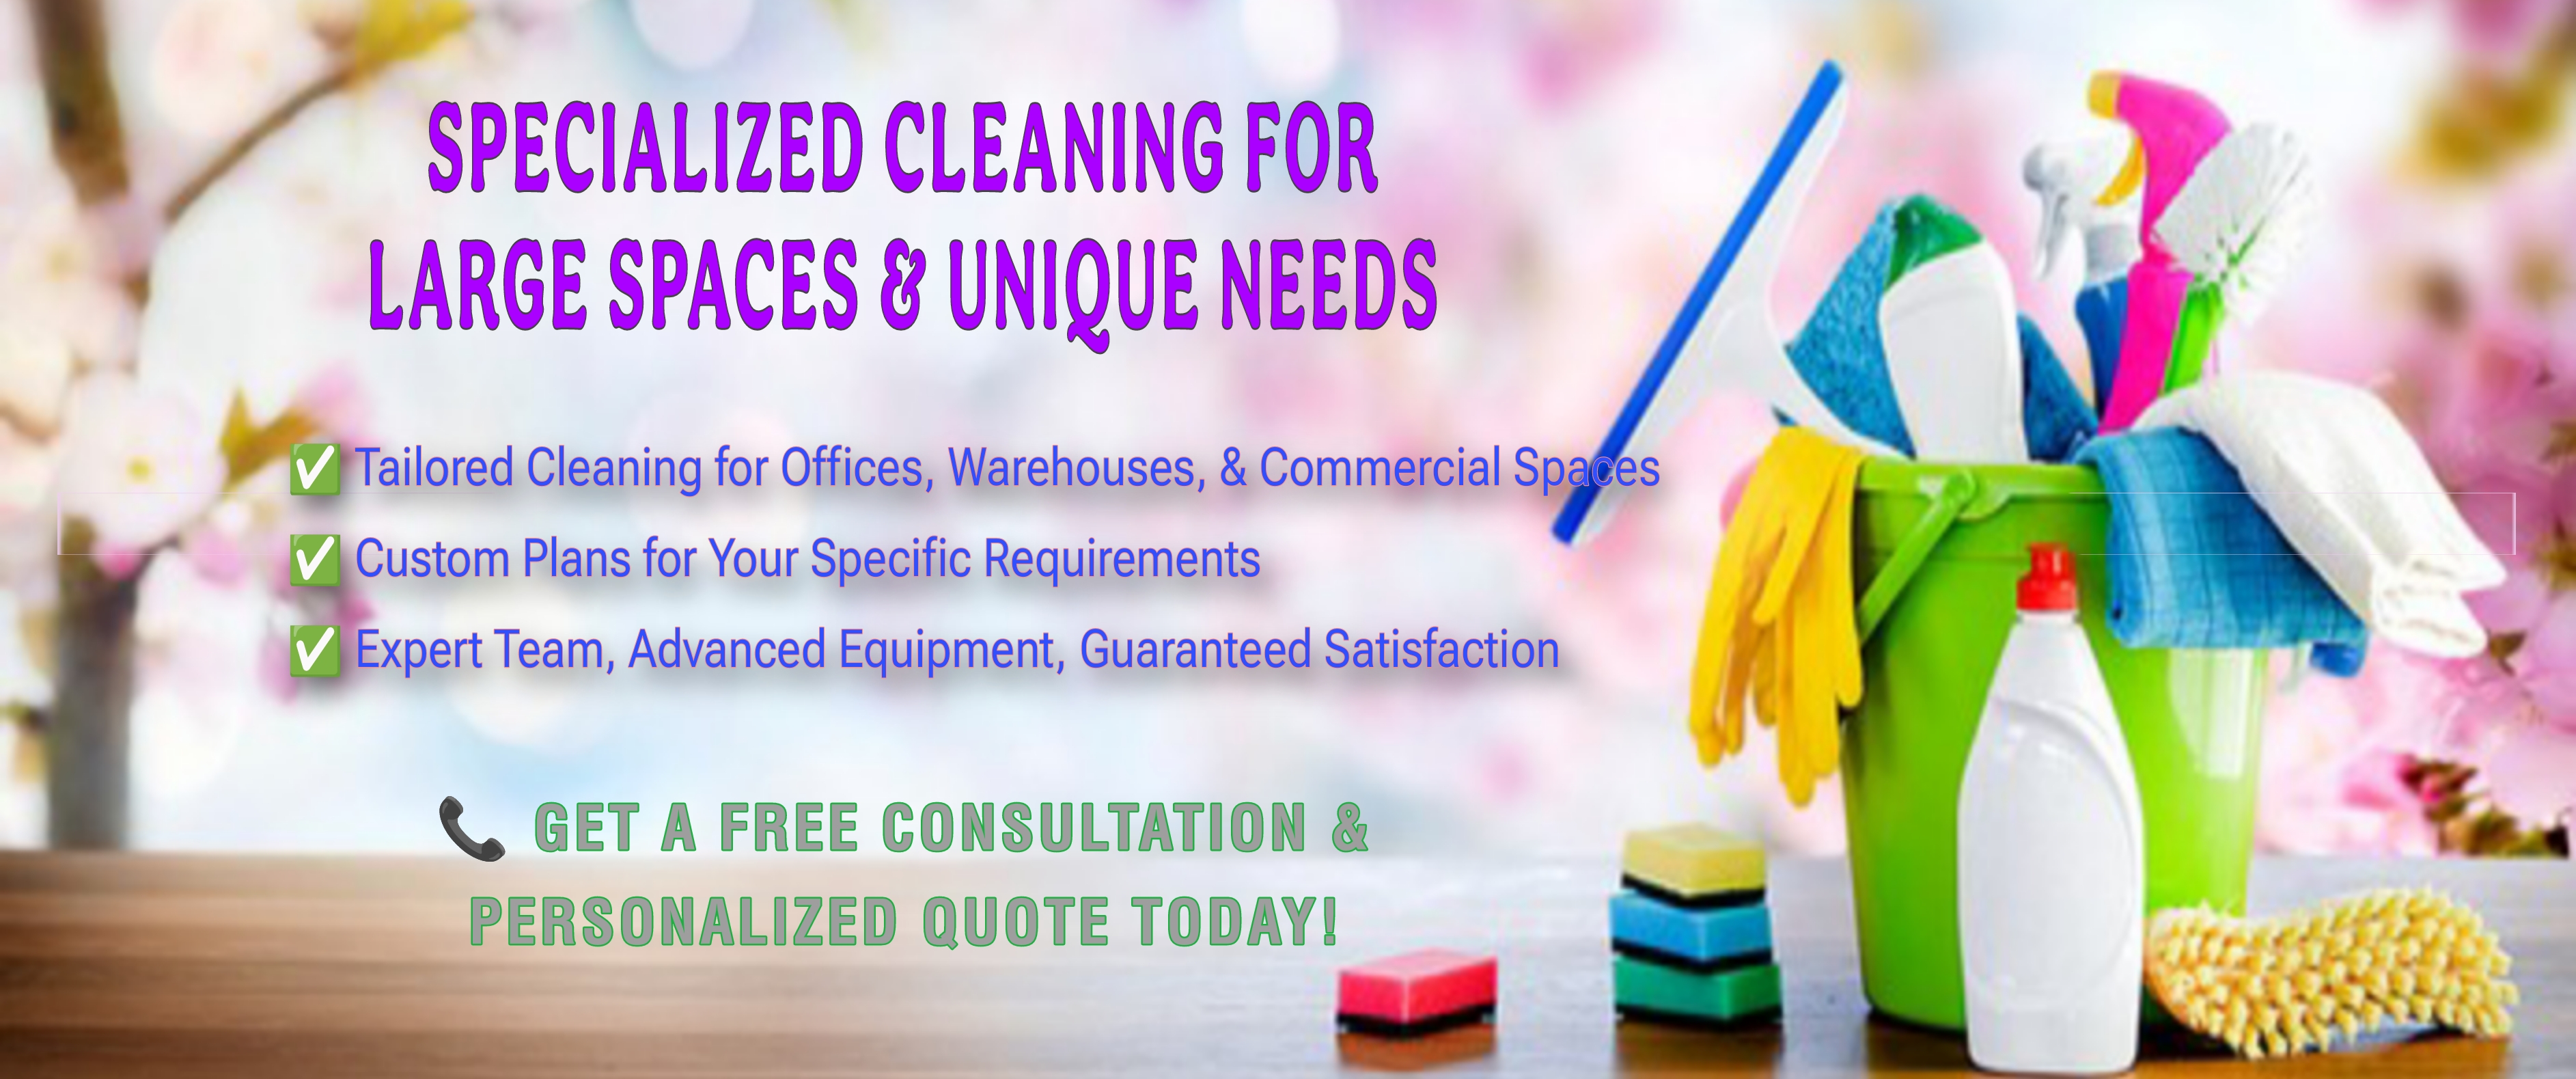 SPECIALIZED CLEANING FOR
LARGE SPACES & UNIQUE NEEDS
✅ Tailored Cleaning for Offices, Warehouses, & Commercial Spaces
✅ Custom Plans for Your Specific Requirements
✅ Expert Team, Advanced Equipment, Guaranteed Satisfaction
📞 GET A FREE CONSULTATION &
PERSONALIZED QUOTE TODAY!